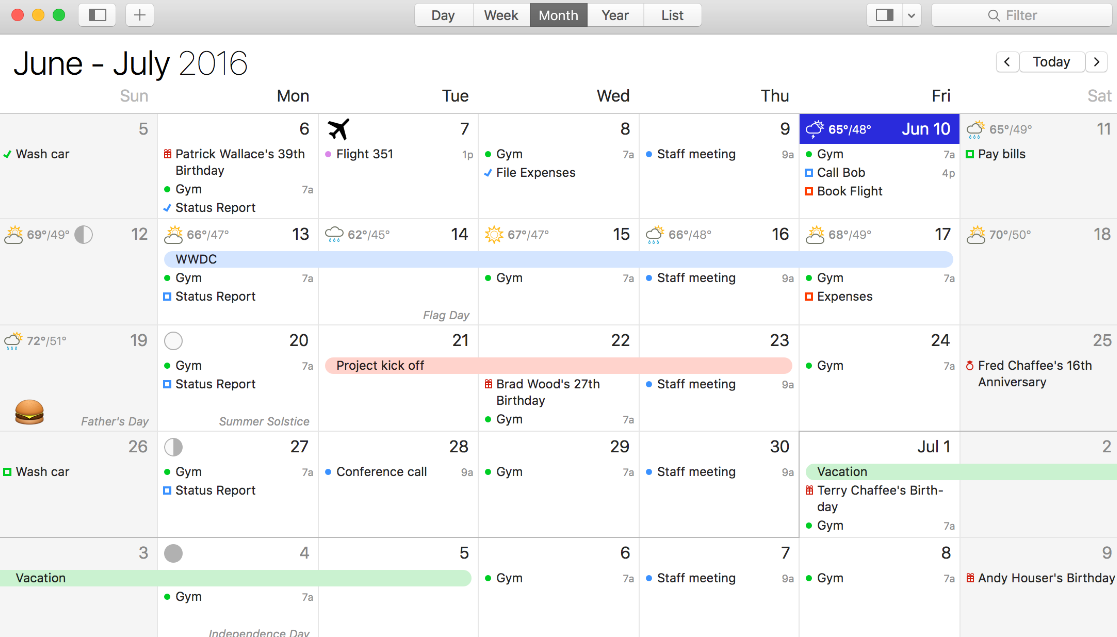 Day Week Month Year List Filter
June - July 2016 Today
Sun Mon Tue Wed Thu Fri Sat
5 6 7 8 9 65°/48° Jun 10 65°/49° 11
Wash car Patrick Wallace's 39th Flight 351 1p Gym 7a Staff meeting 9a Gym 7a Pay bills
Birthday File Expenses Call Bob 4p
Gym 7a Book Flight
Status Report
69°/49° 12 66°/47° 13 62°/45° 14 67°/47° 15 66°/48° 16 68°/49° 17 70°/50° 18
WWDC
Gym 7a Gym 7a Staff meeting 9a Gym 7a
Status Report Expenses
Flag Day
72°/51° 19 20 21 22 23 24 25
Gym 7a Project kick off Gym 7a Fred Chaffee's 16th
Status Report Brad Wood's 27th Staff meeting 9a Anniversary
Birthday
Father's Day Summer Solstice Gym 7a
26 27 28 29 30 Jul 1 2
Wash car Gym 7a Conference call 9a Gym 7a Staff meeting 9a Vacation
Status Report Terry Chaffee's Birth-
day
Gym 7a
3 4 5 6 7 8 9
Vacation Gym 7a Staff meeting 9a Gym 7a Andy Houser's Birthday
Gym 7a
Independence Day